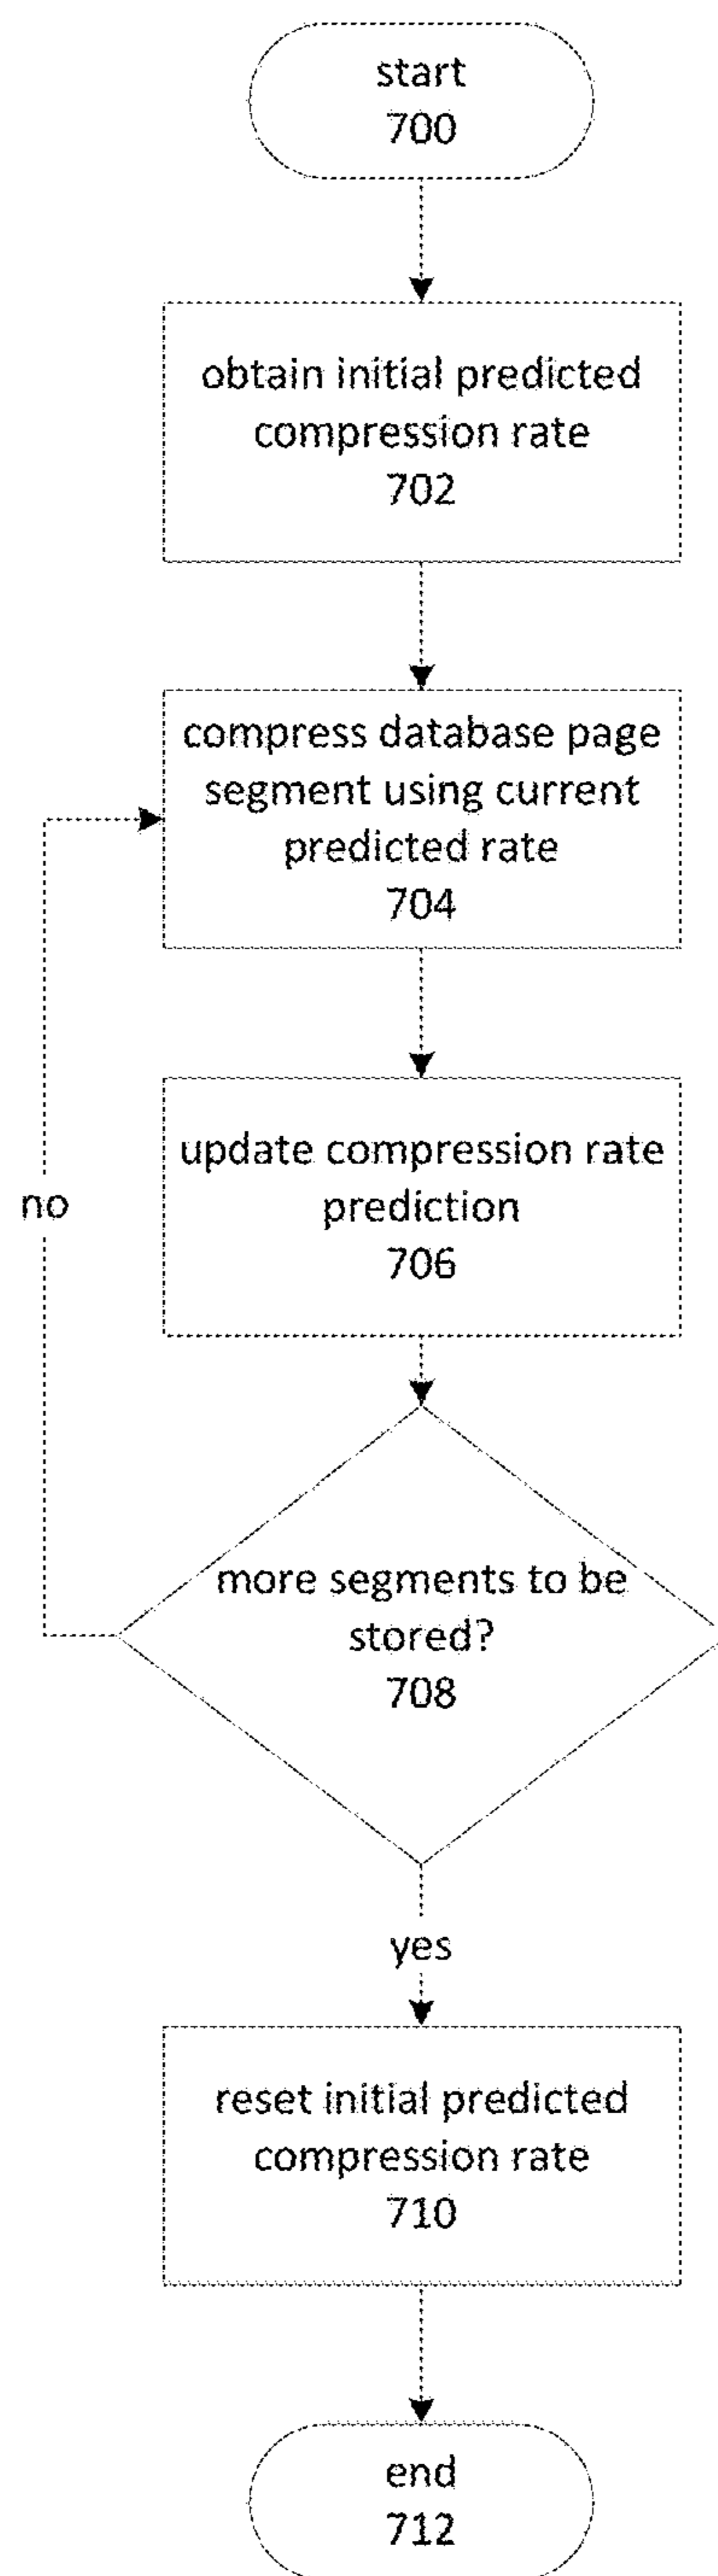 start
700
obtain initial predicted
compression rate
702
compress database page
segment using current
predicted rate
704
update compression rate
prediction
706
no
more segments to be
stored?
708
yes
reset initial predicted
compression rate
710
end
712